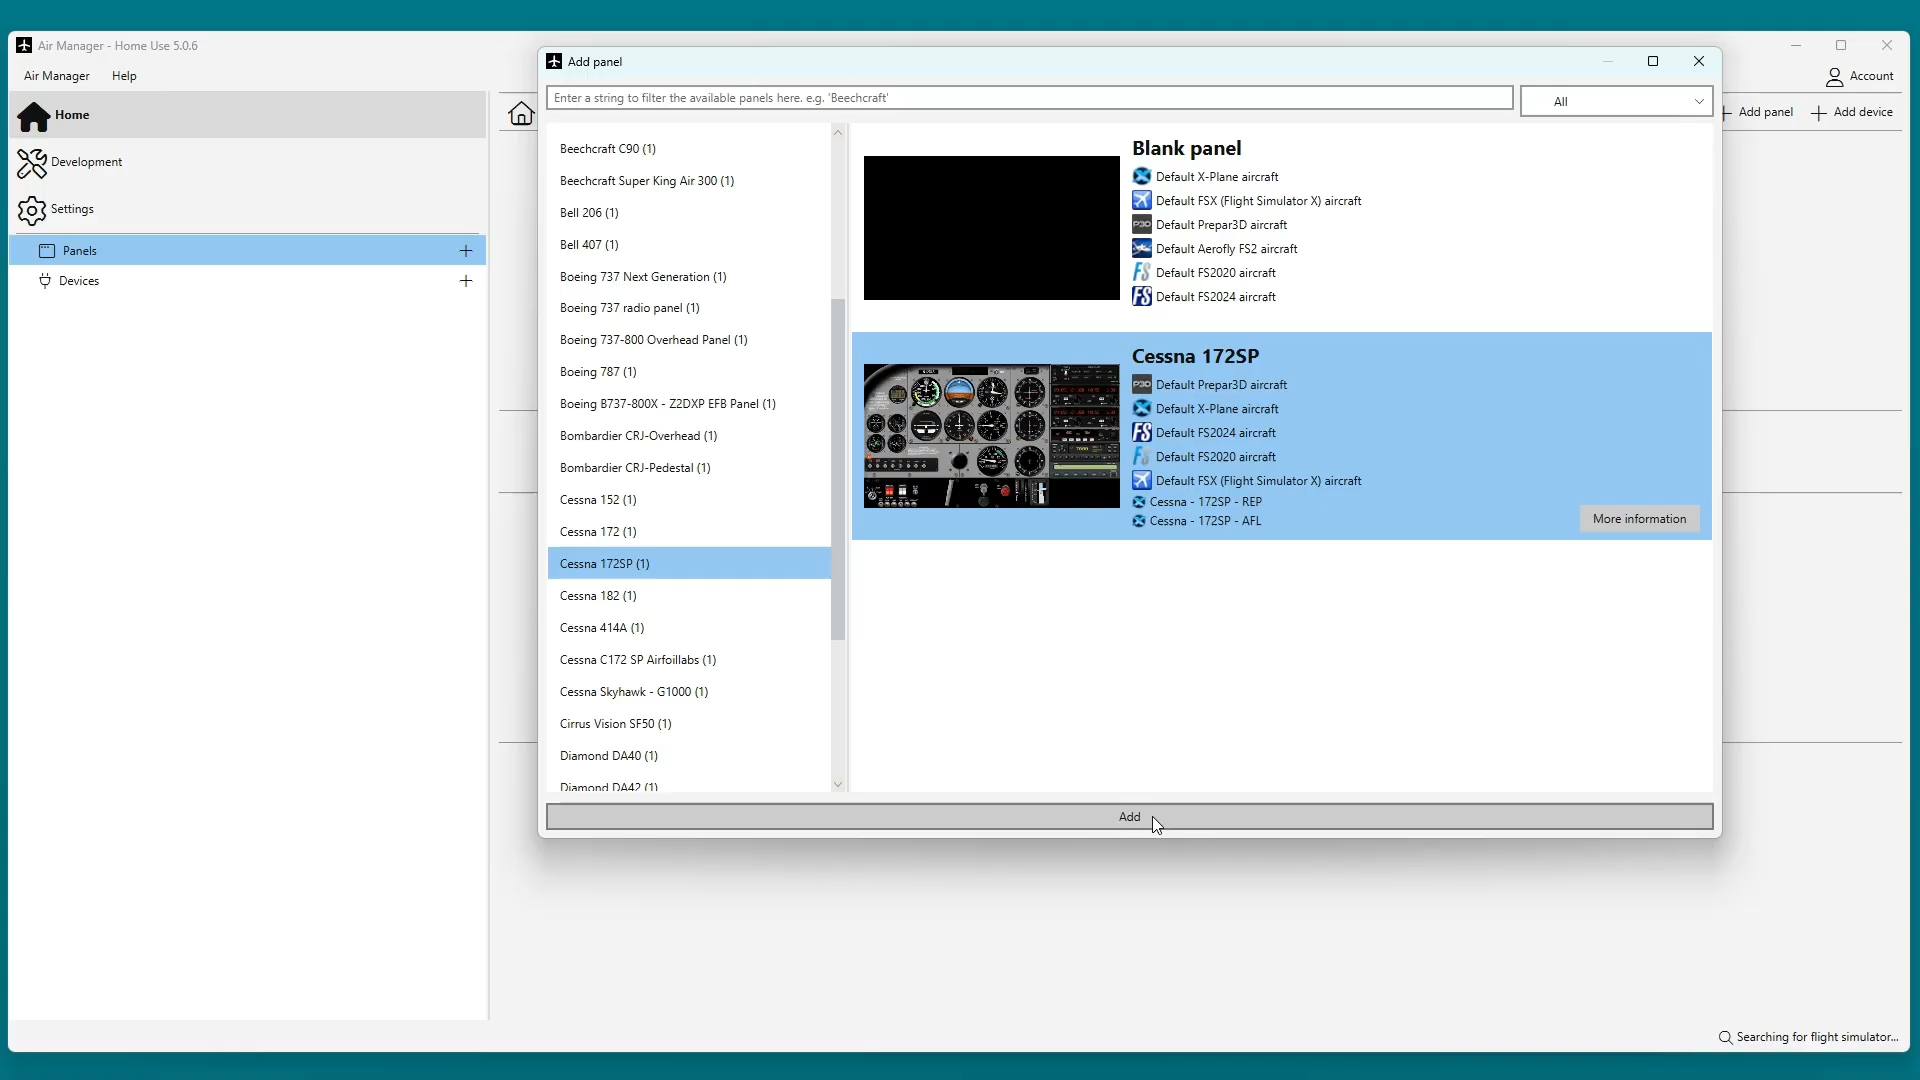 Air Manager - Home Use 5.0.6
Air Manager
Help
Account
Home
Development
Settings
Panels
Devices
Add panel
Add device
Add panel
Enter a string to filter the available panels here. e.g. 'Beechcraft'
All
Beechcraft C90 (1)
Beechcraft Super King Air 300 (1)
Bell 206 (1)
Bell 407 (1)
Boeing 737 Next Generation (1)
Boeing 737 radio panel (1)
Boeing 737-800 Overhead Panel (1)
Boeing 787 (1)
Boeing B737-800X - Z2DXP EFB Panel (1)
Bombardier CRJ-Overhead (1)
Bombardier CRJ-Pedestal (1)
Cessna 152 (1)
Cessna 172 (1)
Cessna 172SP (1)
Cessna 182 (1)
Cessna 414A (1)
Cessna C172 SP Airfoillabs (1)
Cessna Skyhawk - G1000 (1)
Cirrus Vision SF50 (1)
Diamond DA40 (1)
Diamond DA42 (1)
Blank panel
Default X-Plane aircraft
Default FSX (Flight Simulator X) aircraft
P3D Default Prepar3D aircraft
Default Aerofly FS2 aircraft
FS Default FS2020 aircraft
FS Default FS2024 aircraft
Cessna 172SP
P3D Default Prepar3D aircraft
Default X-Plane aircraft
FS Default FS2024 aircraft
FS Default FS2020 aircraft
Default FSX (Flight Simulator X) aircraft
Cessna - 172SP - REP
Cessna - 172SP - AFL
More information
Add
Searching for flight simulator...